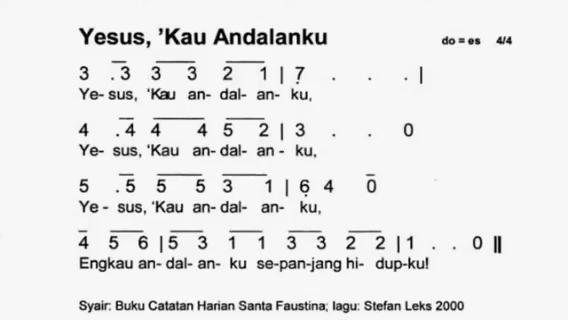 Yesus, ’Kau Andalanku do = es 4/4
3 .3 3 3 2 1 | 7̣ . . . |
Ye- sus, ‘Kau an- dal- an- ku,
4 .4 4 4 5 2 | 3 . . 0
Ye- sus, ‘Kau an- dal- an - ku,
5 .5 5 5 3 1 | 6̣ 4 0
Ye - sus, ‘Kau an- dal- an- ku,
4 5 6 | 5 3 1 1 3 3 2 2 | 1 . . 0 ||
Engkau an- dal- an- ku se-pan-jang hi- dup-ku!
Syair: Buku Catatan Harian Santa Faustina; lagu: Stefan Leks 2000